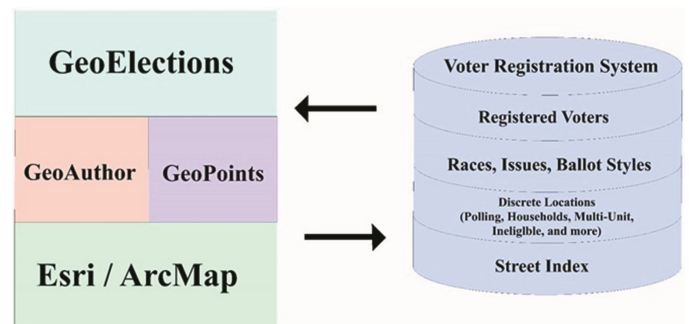 GeoElections
GeoAuthor
GeoPoints
Esri / ArcMap
Voter Registration System
Registered Voters
Races, Issues, Ballot Styles
Discrete Locations
(Polling, Households, Multi-Unit,
Ineliglble, and more)
Street Index